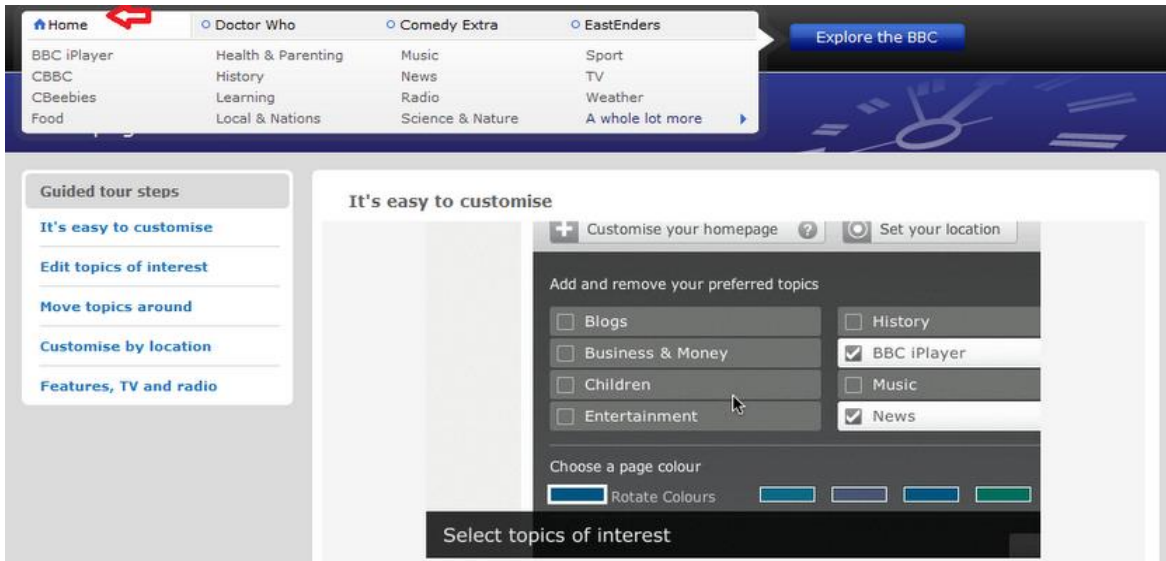 Home Doctor Who Comedy Extra EastEnders
Explore the BBC
BBC iPlayer Health & Parenting Music Sport
CBBC History News TV
CBeebies Learning Radio Weather
Food Local & Nations Science & Nature A whole lot more
Guided tour steps
It's easy to customise
Edit topics of interest
Move topics around
Customise by location
Features, TV and radio
It's easy to customise
Customise your homepage ? Set your location
Add and remove your preferred topics
Blogs History
Business & Money BBC iPlayer
Children Music
Entertainment News
Choose a page colour
Rotate Colours
Select topics of interest